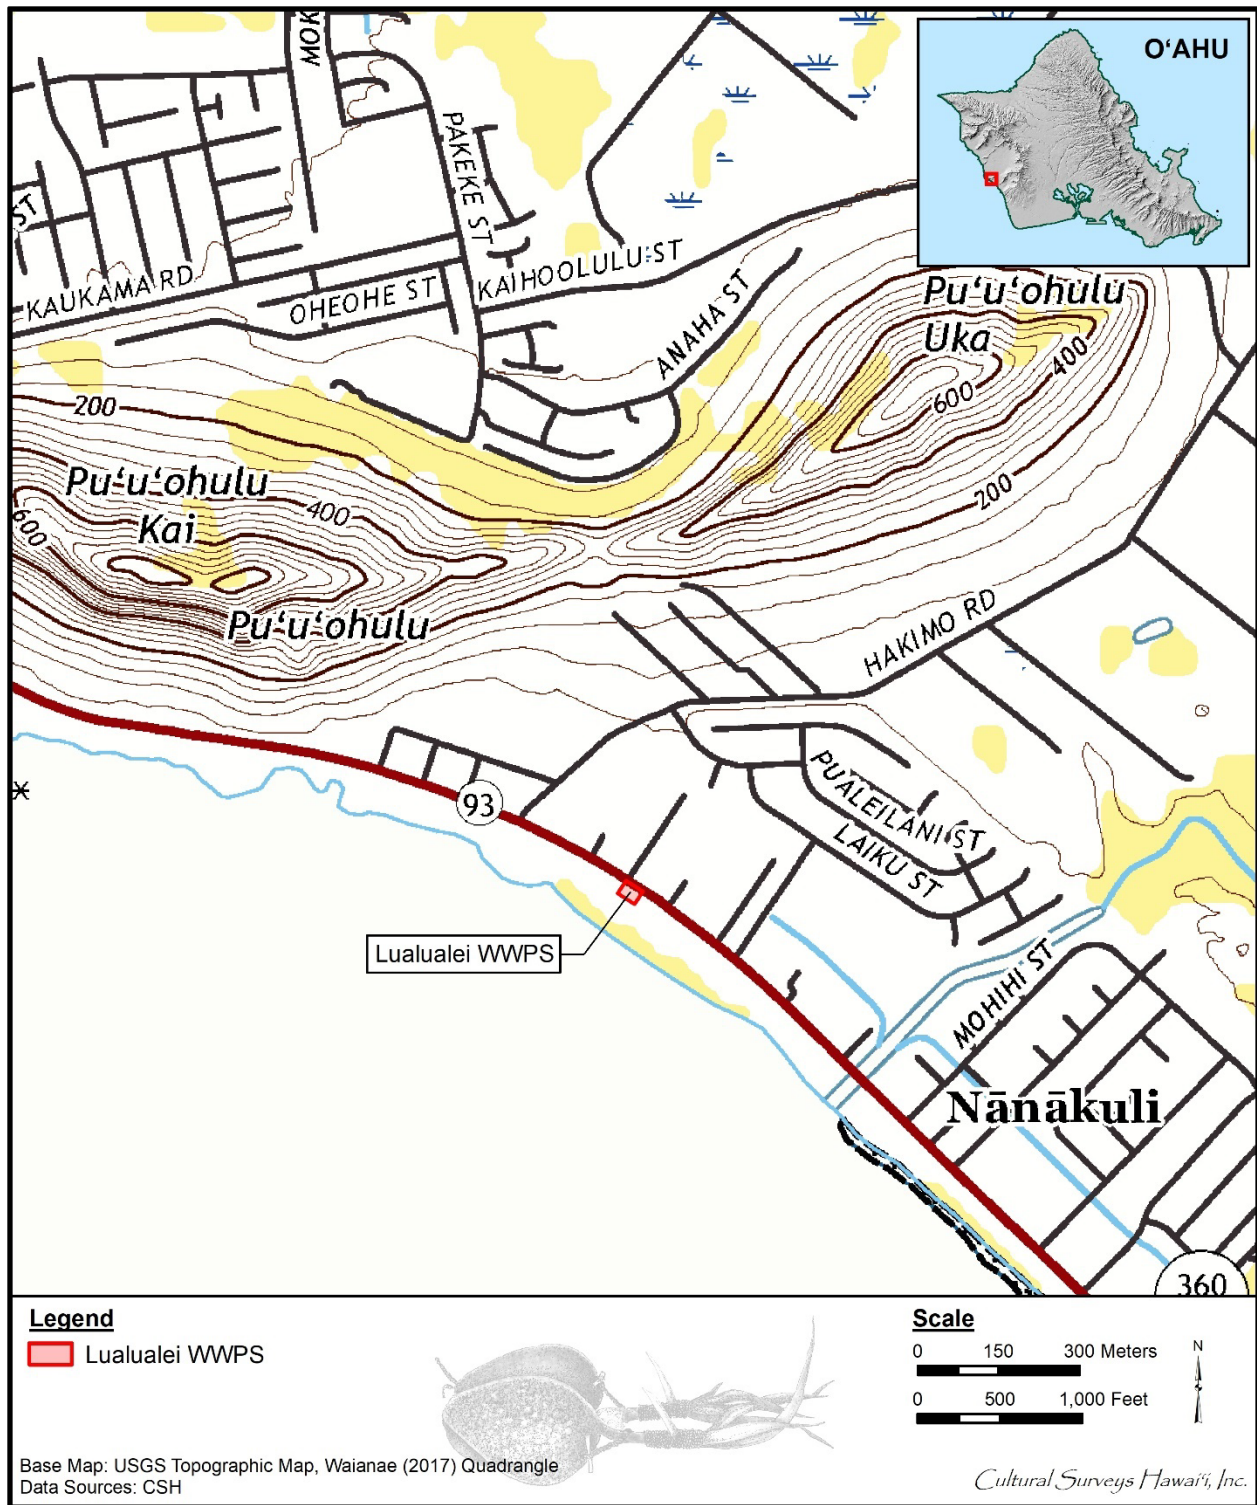 O‘AHU
MOK
PAKEKE ST
ST
KAUKAMA RD
OHEOHE ST
KAIHOOLULU ST
ANAHA ST
Pu‘u‘ohulu
Uka
400
600
200
200
Pu‘u‘ohulu
Kai
400
600
Pu‘u‘ohulu
HAKIMO RD
93
PUALEILANI ST
LAIKU ST
Lualualei WWPS
MOHIHI ST
Nānākuli
360
Legend
Lualualei WWPS
Scale
0 150 300 Meters
0 500 1,000 Feet
N
Base Map: USGS Topographic Map, Waianae (2017) Quadrangle
Data Sources: CSH
Cultural Surveys Hawai‘i, Inc.